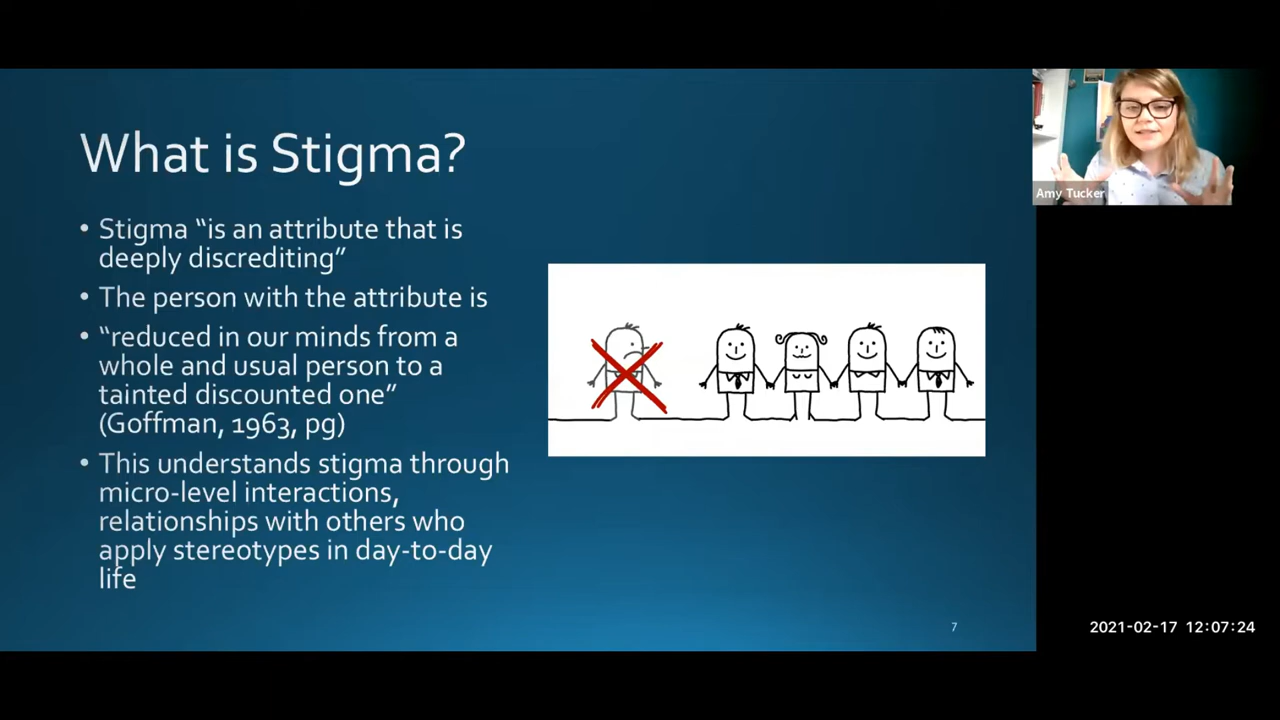 What is Stigma?
• Stigma “is an attribute that is
deeply discrediting”
• The person with the attribute is
• “reduced in our minds from a
whole and usual person to a
tainted discounted one”
(Goffman, 1963, pg)
• This understands stigma through
micro-level interactions,
relationships with others who
apply stereotypes in day-to-day
life
7
Amy Tucker
2021-02-17 12:07:24